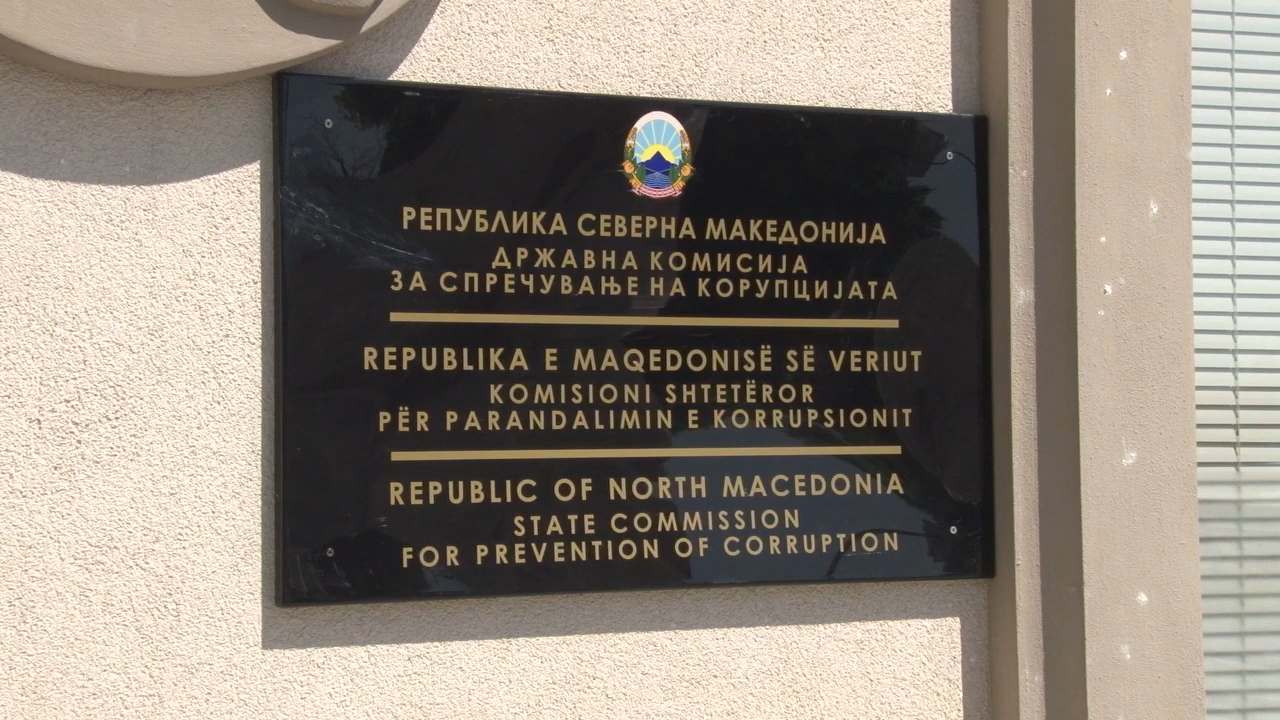 РЕПУБЛИКА СЕВЕРНА МАКЕДОНИЈА
ДРЖАВНА КОМИСИЈА
ЗА СПРЕЧУВАЊЕ НА КОРУПЦИЈАТА
REPUBLIKA E MAQEDONISË SË VERIUT
KOMISIONI SHTETËROR
PËR PARANDALIMIN E KORRUPSIONIT
REPUBLIC OF NORTH MACEDONIA
STATE COMMISSION
FOR PREVENTION OF CORRUPTION